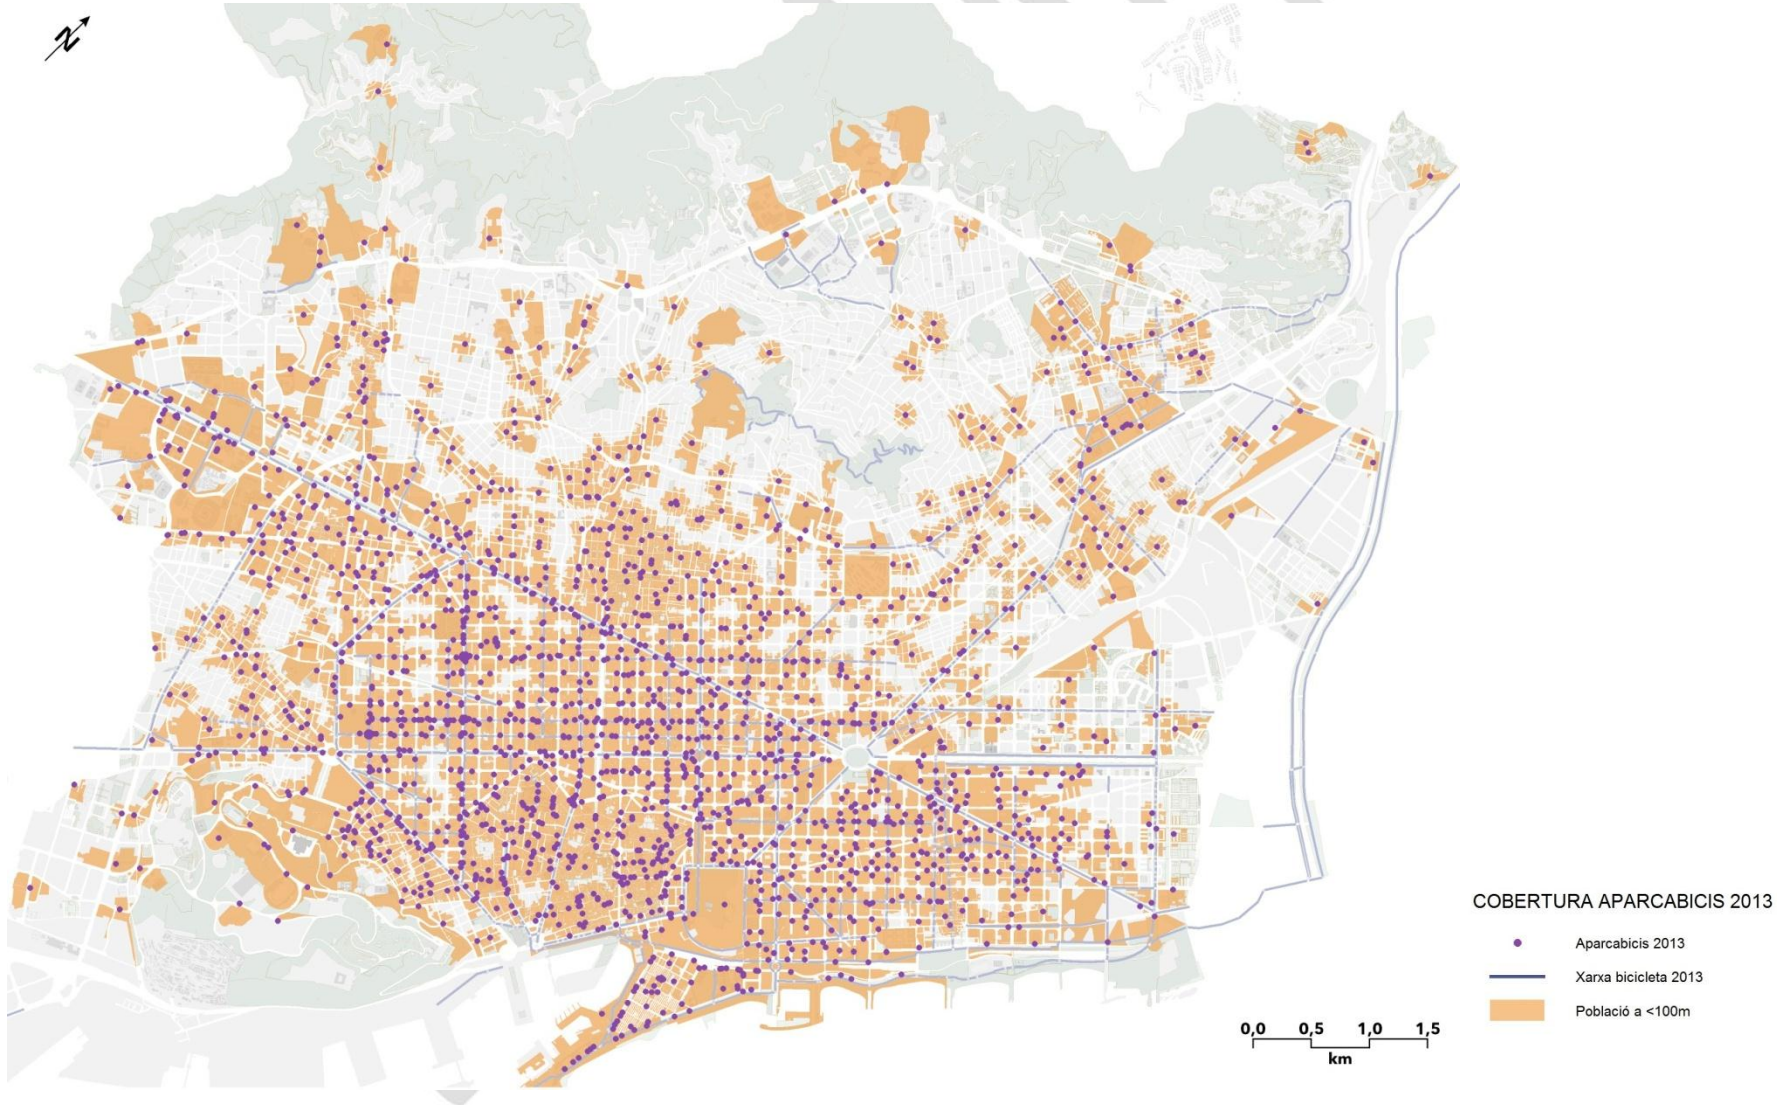 N
COBERTURA APARCABICIS 2013
Aparcabicis 2013
Xarxa bicicleta 2013
Població a <100m
0,0 0,5 1,0 1,5
km